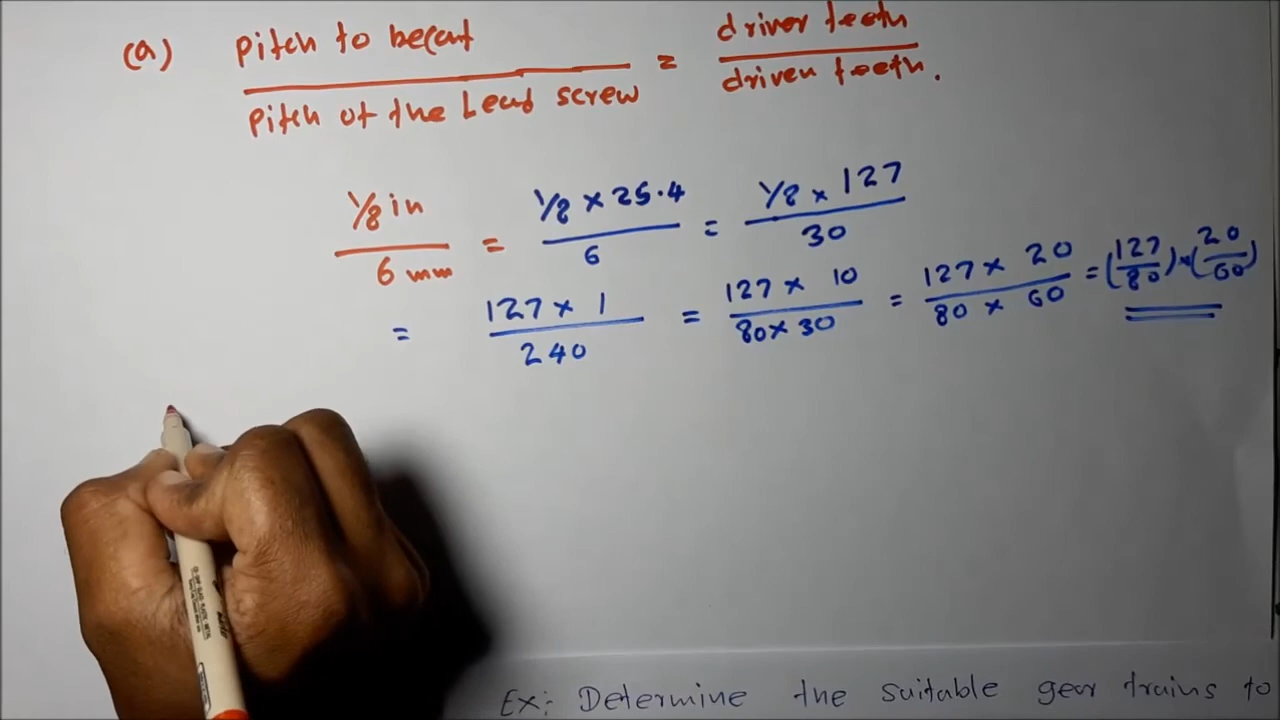 (a) pitch to be cut / pitch of the Lead screw = driver teeth / driven teeth.
1/8 in / 6 mm = 1/8 × 25.4 / 6 = 1/8 × 127 / 30
= 127 × 1 / 240 = 127 × 10 / 80 × 30 = 127 × 20 / 80 × 60 = (127/80) × (20/60)
Ex: Determine the suitable gear trains to